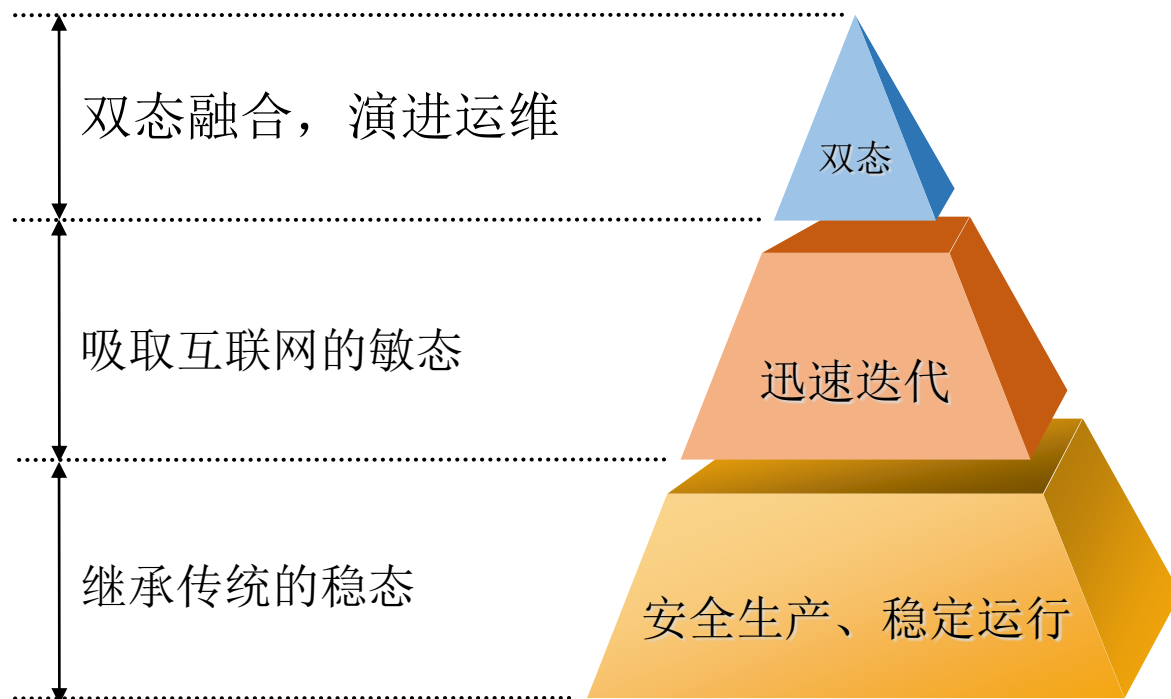 双态融合，演进运维
双态
吸取互联网的敏态
迅速迭代
继承传统的稳态
安全生产、稳定运行